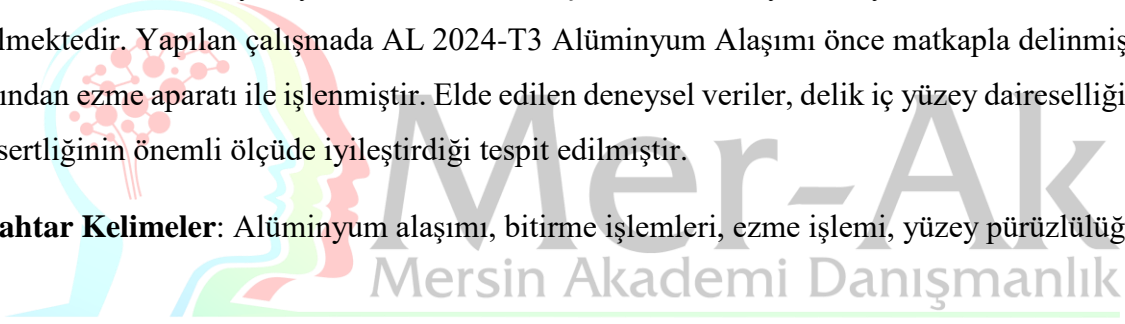 lmektedir. Yapılan çalışmada AL 2024-T3 Alüminyum Alaşımı önce matkapla delinmiş
ından ezme aparatı ile işlenmiştir. Elde edilen deneysel veriler, delik iç yüzey daireselliği
sertliğinin önemli ölçüde iyileştirdiği tespit edilmiştir.
ahtar Kelimeler: Alüminyum alaşımı, bitirme işlemleri, ezme işlemi, yüzey pürüzlülüğ
Mer-Ak
Mersin Akademi Danışmanlık